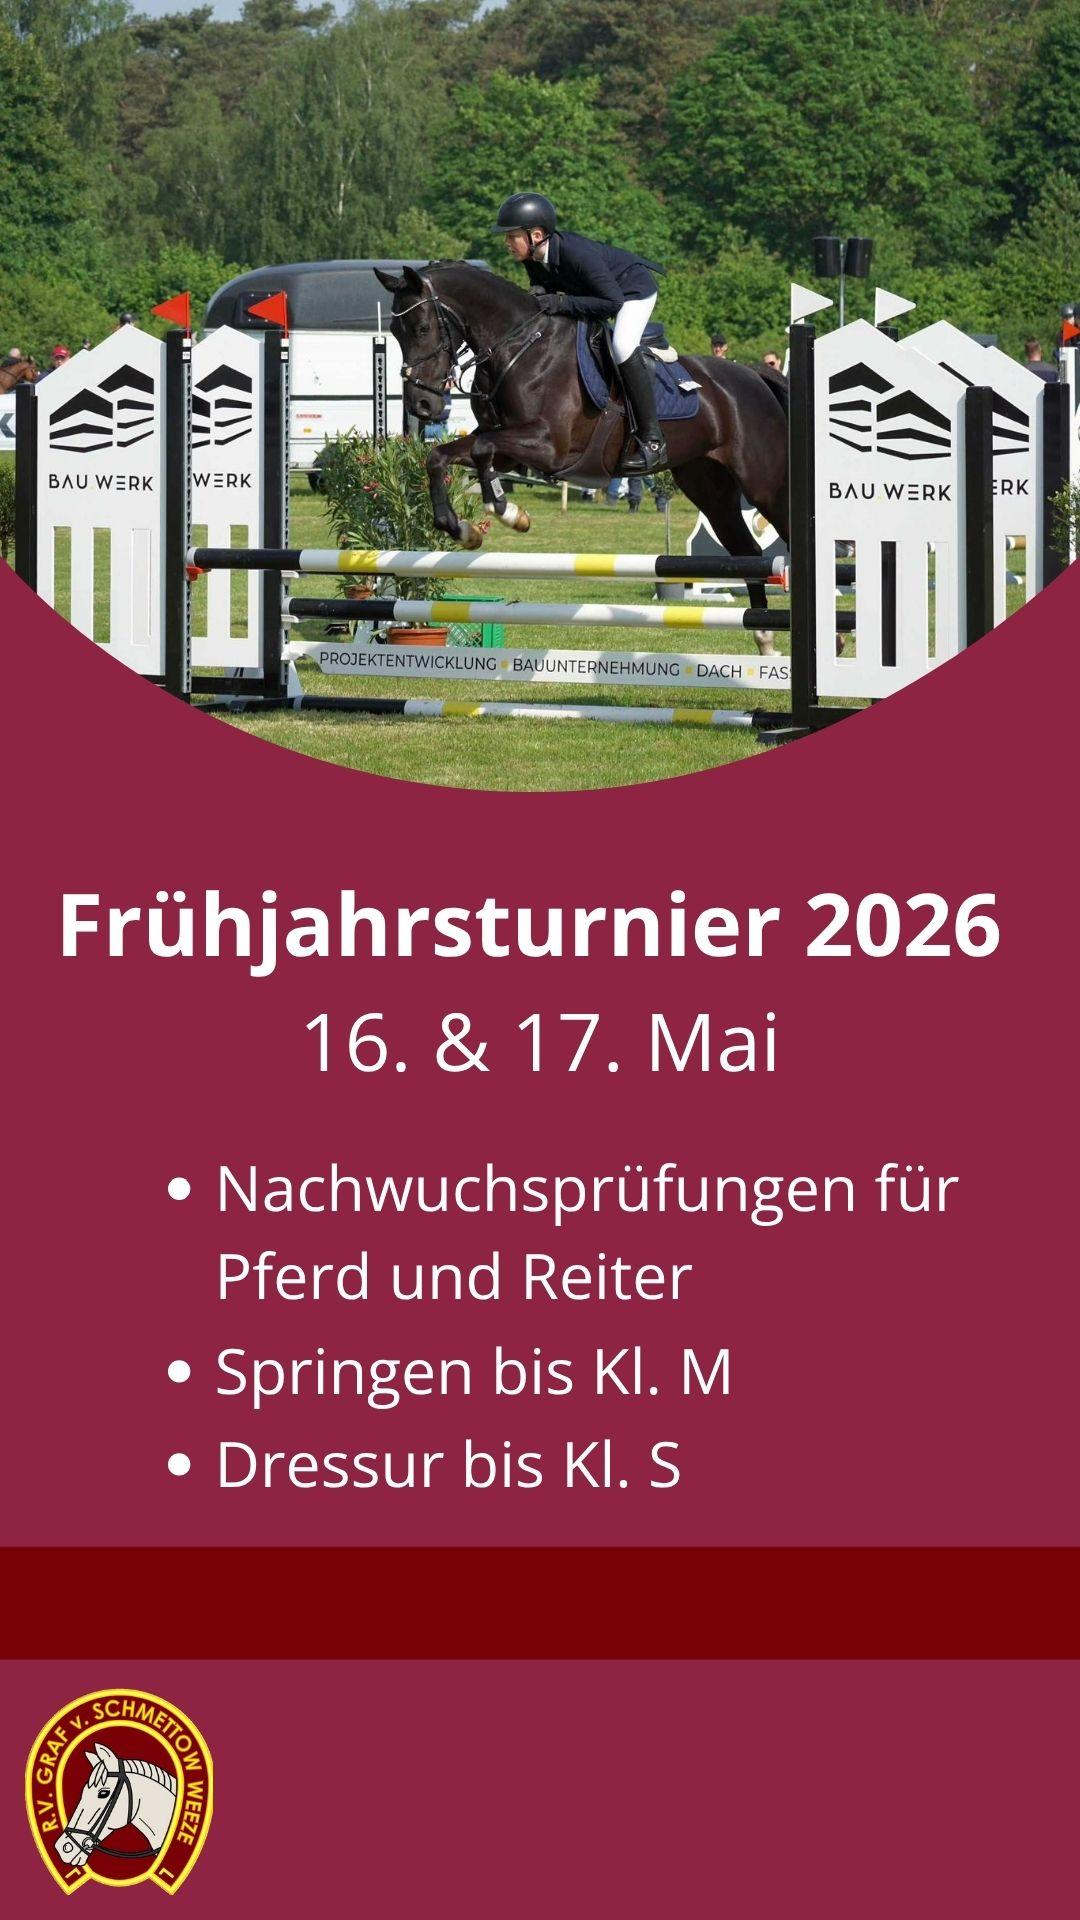 BAU.WERK
WERK
BAU.WERK
ERK
PROJEKTENTWICKLUNG BAUUNTERNEHMUNG DACH FAS
Frühjahrsturnier 2026
16. & 17. Mai
• Nachwuchsprüfungen für
Pferd und Reiter
• Springen bis Kl. M
• Dressur bis Kl. S
R.V. GRAF v. SCHMETTOW WEEZE